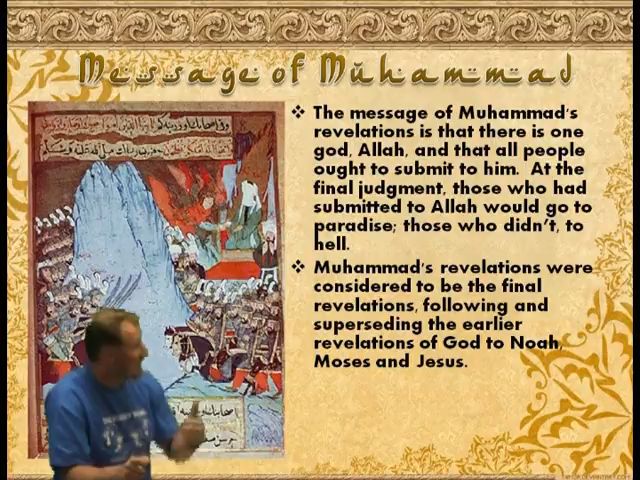 Message of Muhammad
❖ The message of Muhammad's
revelations is that there is one
god, Allah, and that all people
ought to submit to him. At the
final judgment, those who had
submitted to Allah would go to
paradise; those who didn't, to
hell.
❖ Muhammad's revelations were
considered to be the final
revelations, following and
superseding the earlier
revelations of God to Noah,
Moses and Jesus.